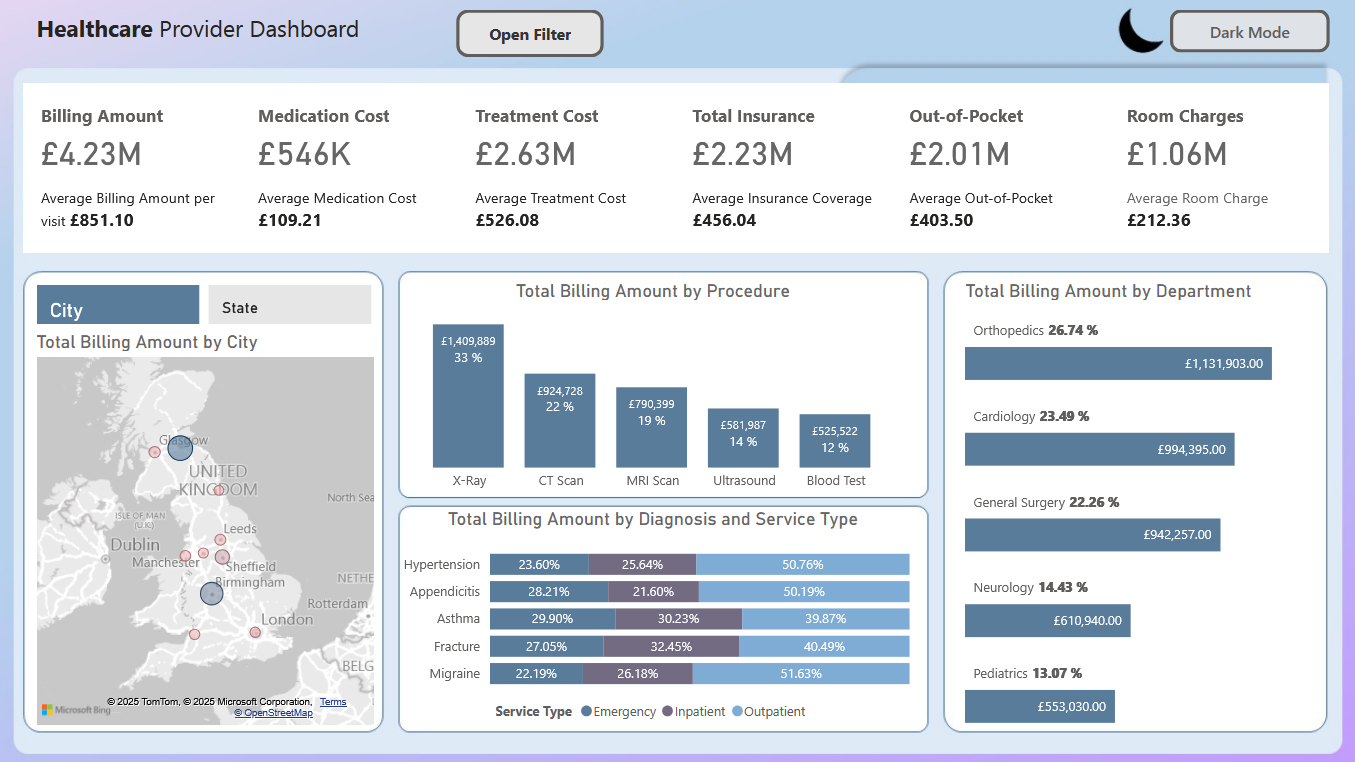 Healthcare Provider Dashboard
Open Filter
Dark Mode
Billing Amount
£4.23M
Average Billing Amount per
visit £851.10
Medication Cost
£546K
Average Medication Cost
£109.21
Treatment Cost
£2.63M
Average Treatment Cost
£526.08
Total Insurance
£2.23M
Average Insurance Coverage
£456.04
Out-of-Pocket
£2.01M
Average Out-of-Pocket
£403.50
Room Charges
£1.06M
Average Room Charge
£212.36
City
State
Total Billing Amount by City
Glasgow
UNITED
KINGDOM
North Sea
ISLE OF MAN
(U.K.)
Leeds
Dublin
Manchester
Sheffield
Birmingham
NETHE
Rotterdam
London
BELG
© 2025 TomTom, © 2025 Microsoft Corporation, Terms
© OpenStreetMap
Microsoft Bing
Total Billing Amount by Procedure
£1,409,889
33 %
£924,728
22 %
£790,399
19 %
£581,987
14 %
£525,522
12 %
X-Ray
CT Scan
MRI Scan
Ultrasound
Blood Test
Total Billing Amount by Diagnosis and Service Type
Hypertension 23.60% 25.64% 50.76%
Appendicitis 28.21% 21.60% 50.19%
Asthma 29.90% 30.23% 39.87%
Fracture 27.05% 32.45% 40.49%
Migraine 22.19% 26.18% 51.63%
Service Type Emergency Inpatient Outpatient
Total Billing Amount by Department
Orthopedics 26.74 %
£1,131,903.00
Cardiology 23.49 %
£994,395.00
General Surgery 22.26 %
£942,257.00
Neurology 14.43 %
£610,940.00
Pediatrics 13.07 %
£553,030.00